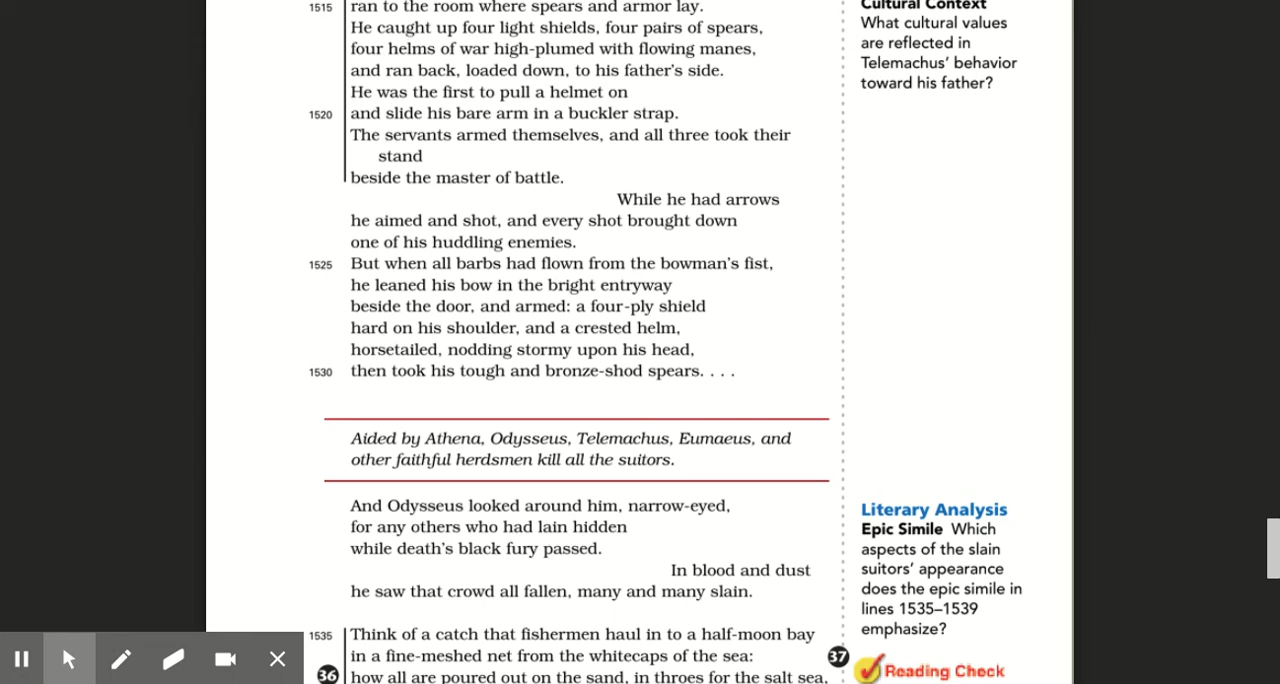 1515 ran to the room where spears and armor lay.
He caught up four light shields, four pairs of spears,
four helms of war high-plumed with flowing manes,
and ran back, loaded down, to his father's side.
He was the first to pull a helmet on
1520 and slide his bare arm in a buckler strap.
The servants armed themselves, and all three took their
stand
beside the master of battle.
While he had arrows
he aimed and shot, and every shot brought down
one of his huddling enemies.
1525 But when all barbs had flown from the bowman's fist,
he leaned his bow in the bright entryway
beside the door, and armed: a four-ply shield
hard on his shoulder, and a crested helm,
horsetailed, nodding stormy upon his head,
1530 then took his tough and bronze-shod spears. . . .
Aided by Athena, Odysseus, Telemachus, Eumaeus, and
other faithful herdsmen kill all the suitors.
And Odysseus looked around him, narrow-eyed,
for any others who had lain hidden
while death's black fury passed.
In blood and dust
he saw that crowd all fallen, many and many slain.
1535 Think of a catch that fishermen haul in to a half-moon bay
in a fine-meshed net from the whitecaps of the sea:
36 how all are poured out on the sand, in throes for the salt sea,
Cultural Context
What cultural values
are reflected in
Telemachus' behavior
toward his father?
Literary Analysis
Epic Simile Which
aspects of the slain
suitors' appearance
does the epic simile in
lines 1535–1539
emphasize?
37
Reading Check